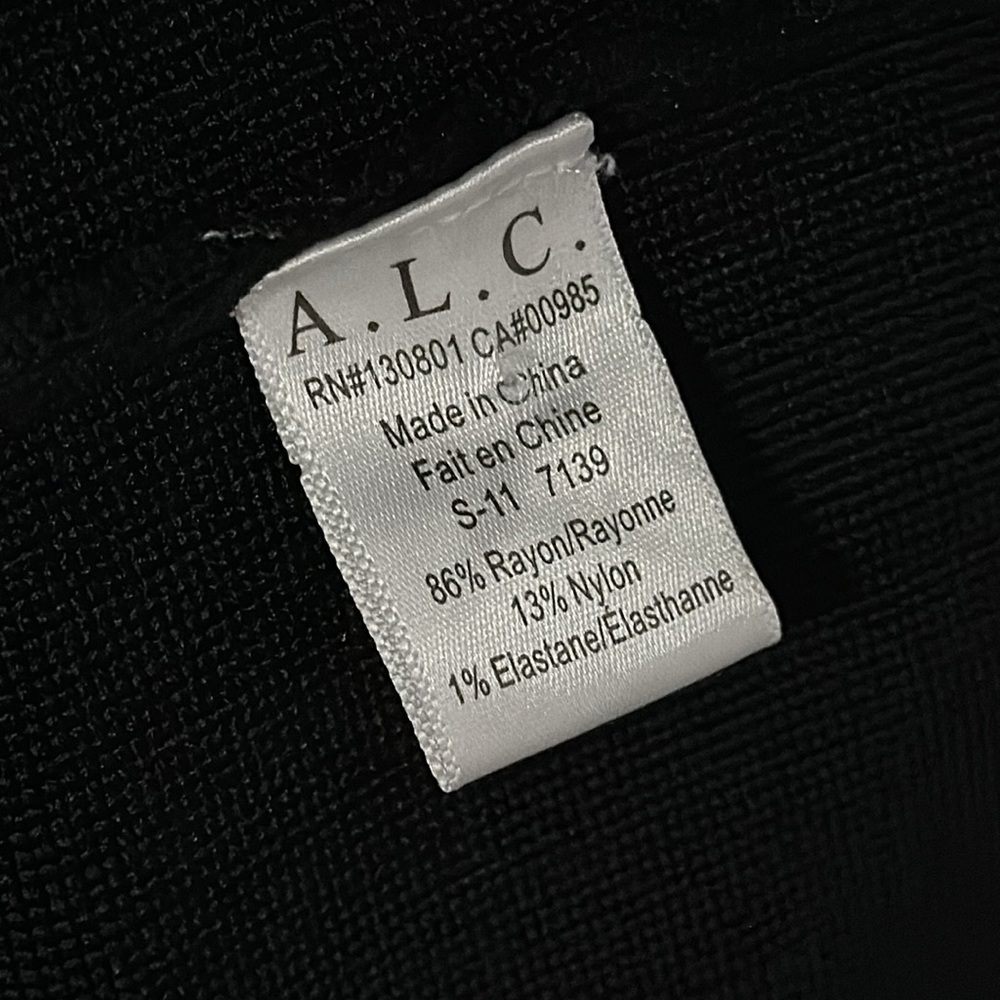 A.L.C.
RN#130801 CA#00985
Made in China
Fait en Chine
S-11 7139
86% Rayon/Rayonne
13% Nylon
1% Elastane/Élasthanne